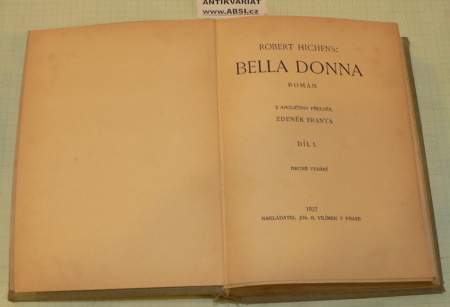 ANTIKVARIAT
www.ABSI.cz
ROBERT HICHENS:
BELLA DONNA
ROMÁN
Z ANGLIČTINY PŘELOŽIL
ZDENĚK FRANTA
DÍL I.
DRUHÉ VYDÁNÍ
1927
NAKLADATEL JOS. R. VILÍMEK V PRAZE